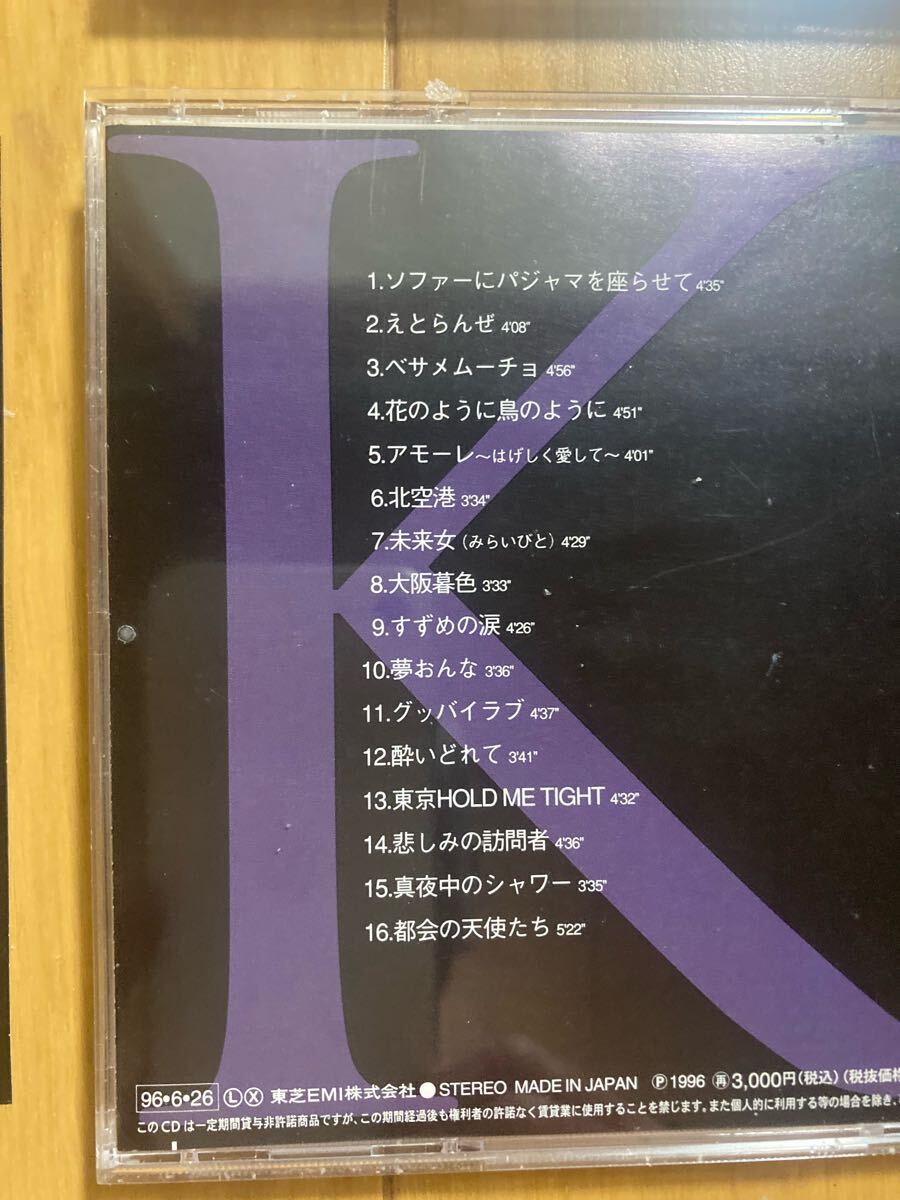 K
1.ソファーにパジャマを座らせて 4'35"
2.えとらんぜ 4'08"
3.ベサメムーチョ 4'56"
4.花のように鳥のように 4'51"
5.アモーレ〜はげしく愛して〜 4'01"
6.北空港 3'34"
7.未来女(みらいびと) 4'29"
8.大阪暮色 3'33"
9.すずめの涙 4'26"
10.夢おんな 3'36"
11.グッバイラブ 4'37"
12.酔いどれて 3'41"
13.東京HOLD ME TIGHT 4'32"
14.悲しみの訪問者 4'36"
15.真夜中のシャワー 3'35"
16.都会の天使たち 5'22"
96•6•26 Ⓛ Ⓧ 東芝EMI株式会社 ● STEREO MADE IN JAPAN Ⓟ 1996 ㊞ 3,000円(税込)(税抜価格
このCDは一定期間貸与非許諾商品ですが、この期間経過後も権利者の許諾なく賃貸業に使用することを禁じます。また個人的に利用する等の場合を除き、